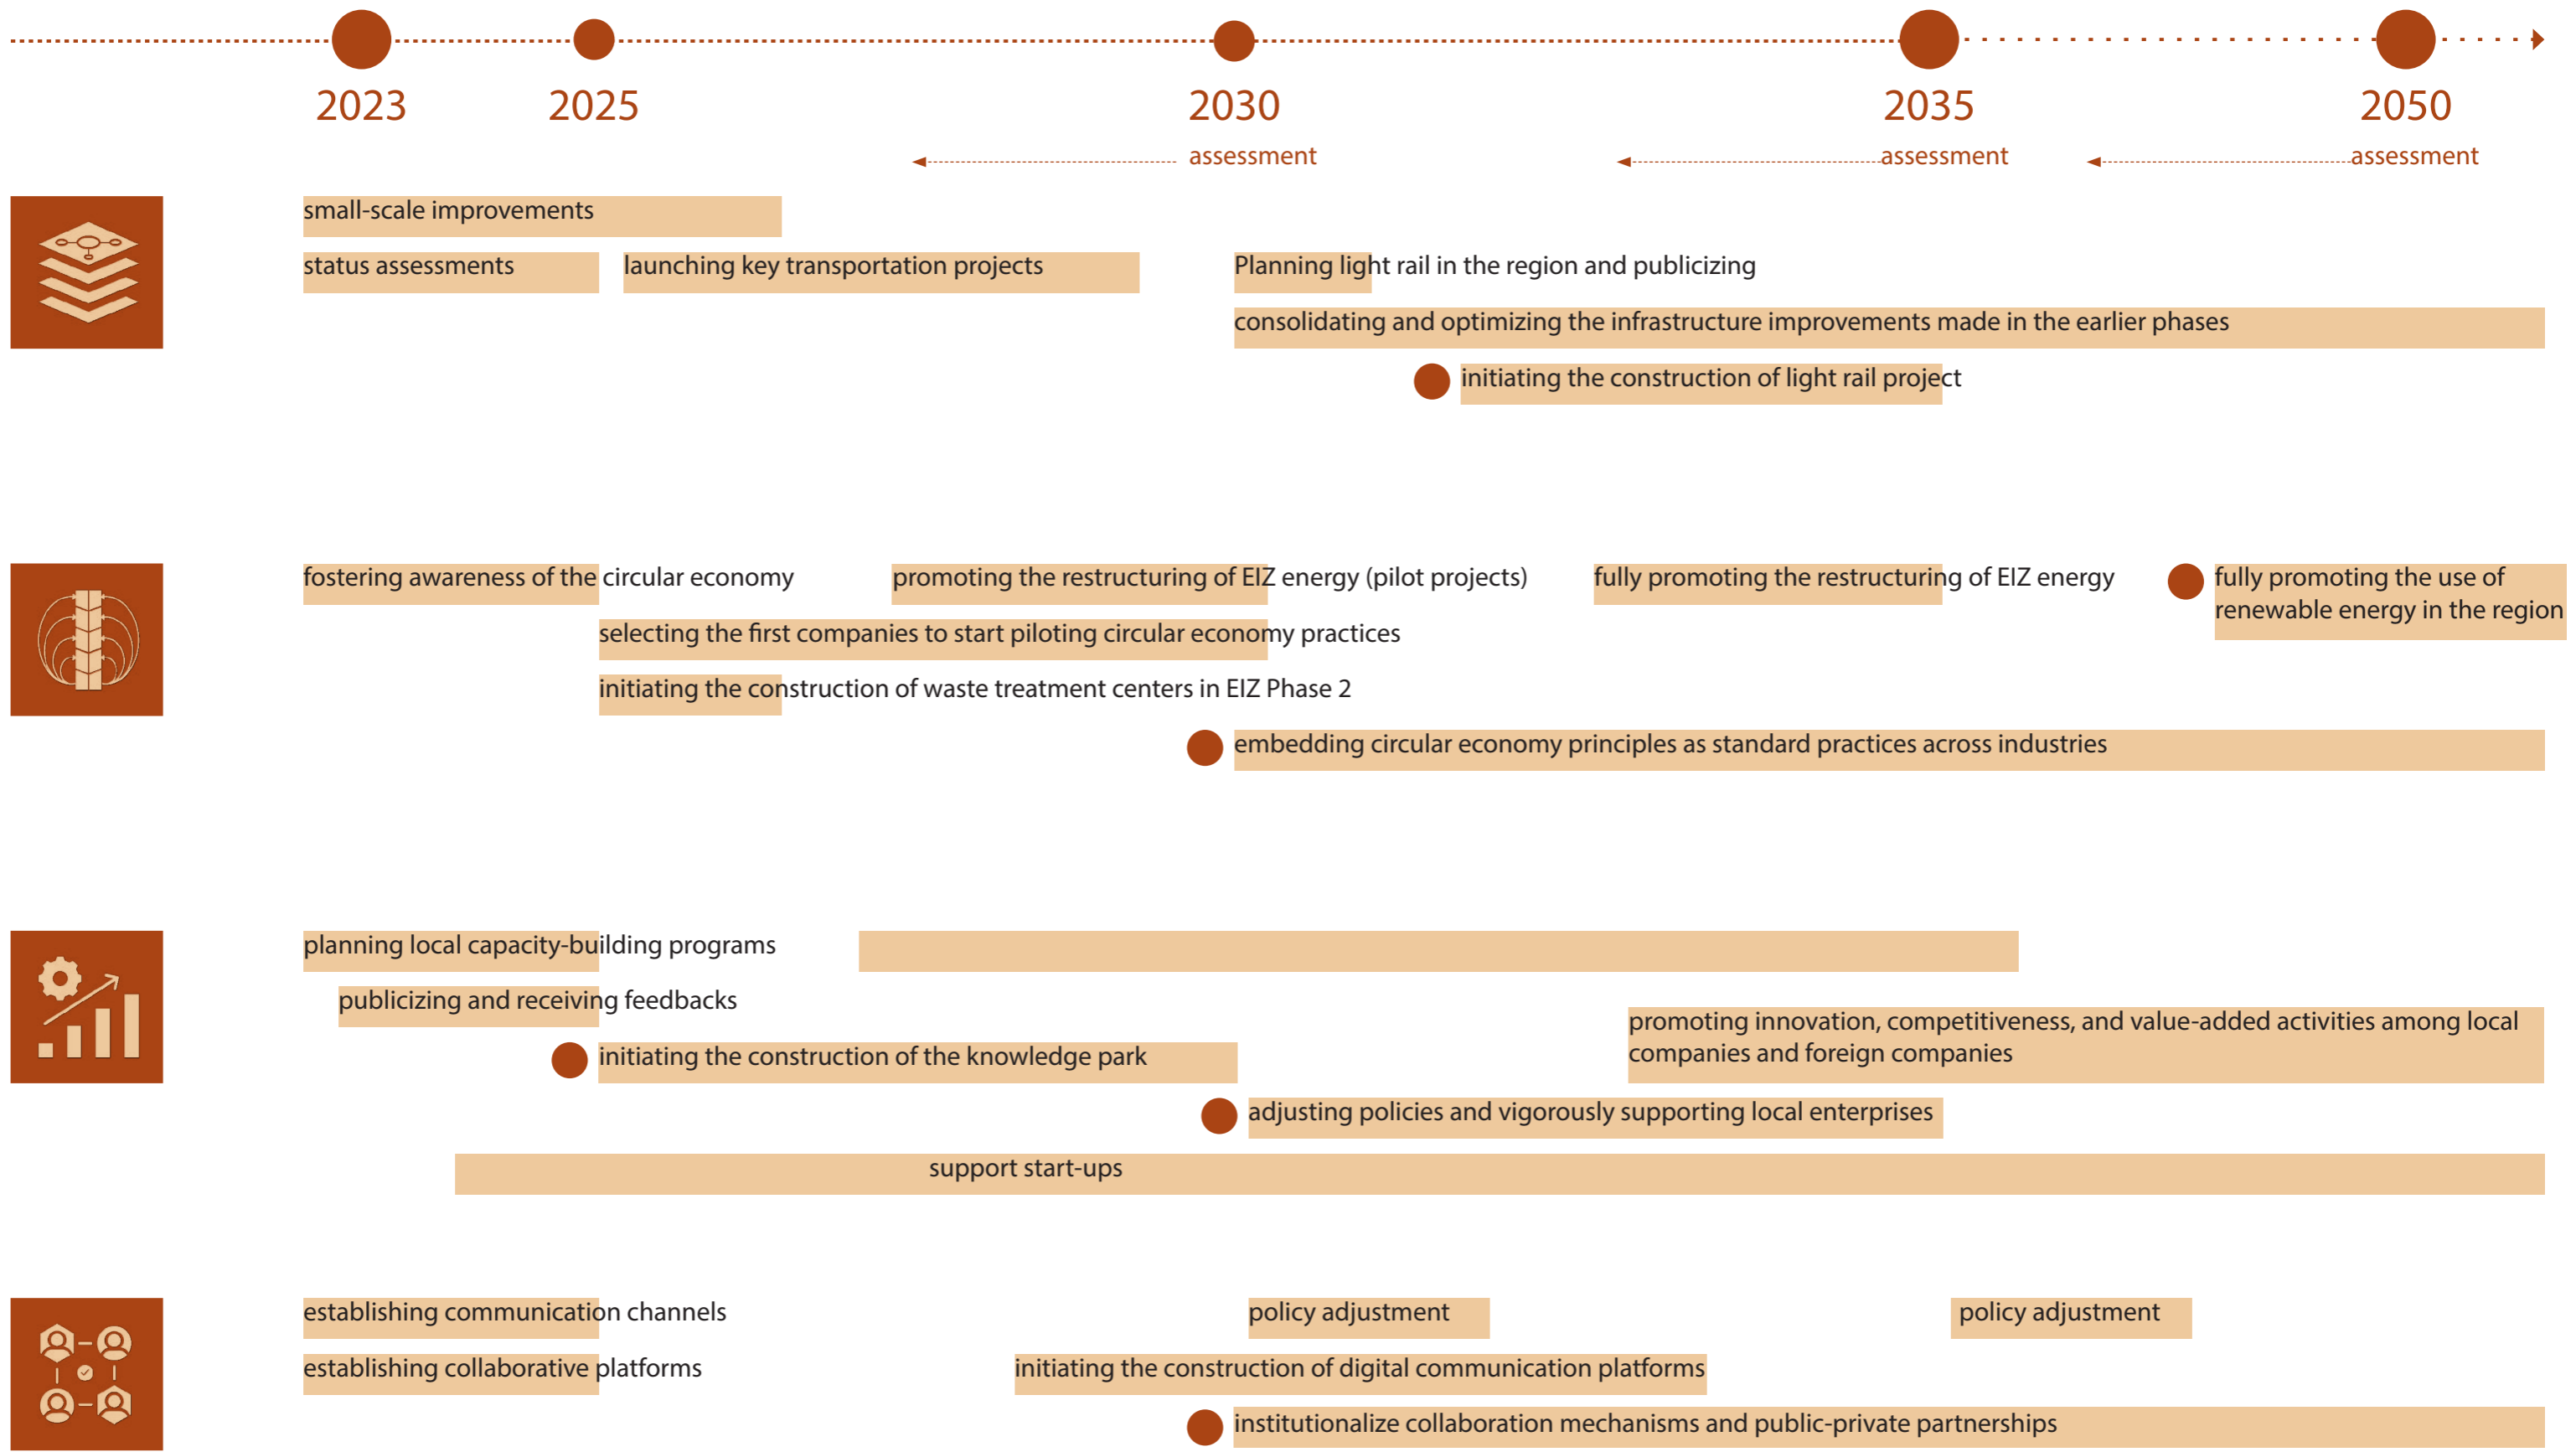 2023
2025
2030
2035
2050
assessment
assessment
assessment
small-scale improvements
status assessments
launching key transportation projects
Planning light rail in the region and publicizing
consolidating and optimizing the infrastructure improvements made in the earlier phases
initiating the construction of light rail project
fostering awareness of the circular economy
promoting the restructuring of EIZ energy (pilot projects)
fully promoting the restructuring of EIZ energy
fully promoting the use of
renewable energy in the region
selecting the first companies to start piloting circular economy practices
initiating the construction of waste treatment centers in EIZ Phase 2
embedding circular economy principles as standard practices across industries
planning local capacity-building programs
publicizing and receiving feedbacks
promoting innovation, competitiveness, and value-added activities among local
companies and foreign companies
initiating the construction of the knowledge park
adjusting policies and vigorously supporting local enterprises
support start-ups
establishing communication channels
policy adjustment
policy adjustment
establishing collaborative platforms
initiating the construction of digital communication platforms
institutionalize collaboration mechanisms and public-private partnerships